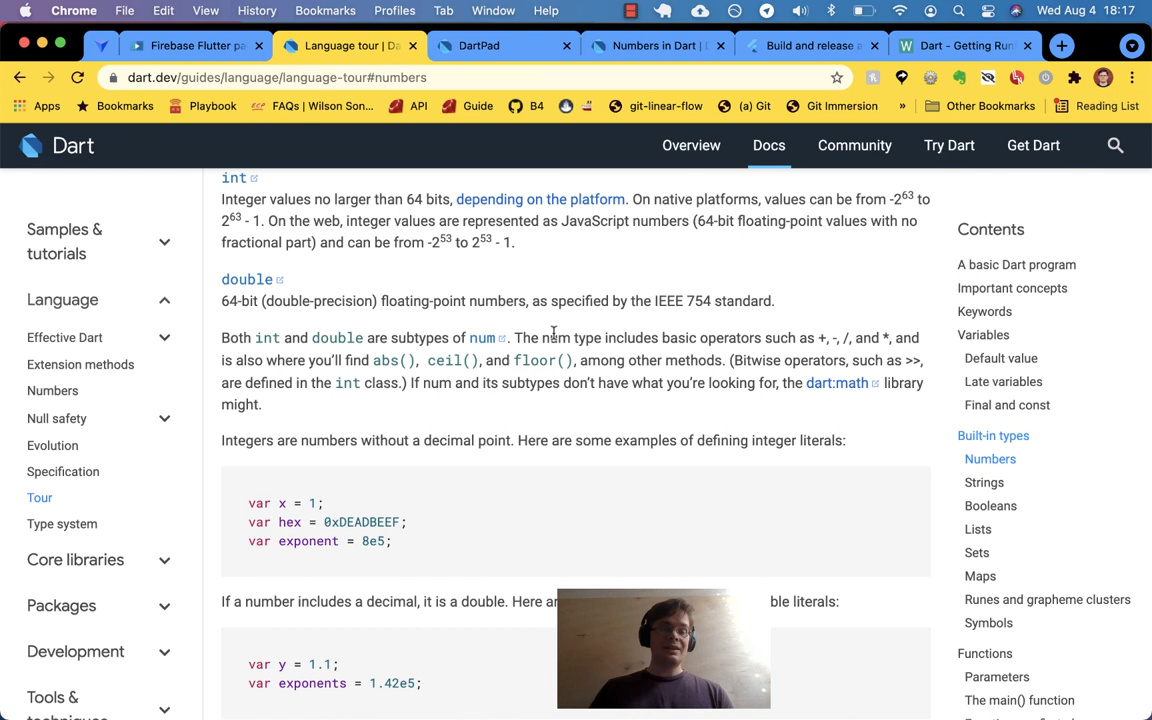 Chrome File Edit View History Bookmarks Profiles Tab Window Help Wed Aug 4 18:17
Firebase Flutter pa Language tour | Da DartPad Numbers in Dart | D Build and release a Dart - Getting Run
dart.dev/guides/language/language-tour#numbers
Apps Bookmarks Playbook FAQs | Wilson Son... API Guide B4 git-linear-flow (a) Git Git Immersion » Other Bookmarks Reading List
Dart Overview Docs Community Try Dart Get Dart
Samples &
tutorials
Language
Effective Dart
Extension methods
Numbers
Null safety
Evolution
Specification
Tour
Type system
Core libraries
Packages
Development
Tools &
int
Integer values no larger than 64 bits, depending on the platform. On native platforms, values can be from -2⁶³ to
2⁶³ - 1. On the web, integer values are represented as JavaScript numbers (64-bit floating-point values with no
fractional part) and can be from -2⁵³ to 2⁵³ - 1.
double
64-bit (double-precision) floating-point numbers, as specified by the IEEE 754 standard.
Both int and double are subtypes of num. The num type includes basic operators such as +, -, /, and *, and
is also where you’ll find abs(), ceil(), and floor(), among other methods. (Bitwise operators, such as >>,
are defined in the int class.) If num and its subtypes don’t have what you’re looking for, the dart:math library
might.
Integers are numbers without a decimal point. Here are some examples of defining integer literals:
var x = 1;
var hex = 0xDEADBEEF;
var exponent = 8e5;
If a number includes a decimal, it is a double. Here ble literals:
var y = 1.1;
var exponents = 1.42e5;
Contents
A basic Dart program
Important concepts
Keywords
Variables
Default value
Late variables
Final and const
Built-in types
Numbers
Strings
Booleans
Lists
Sets
Maps
Runes and grapheme clusters
Symbols
Functions
Parameters
The main() function